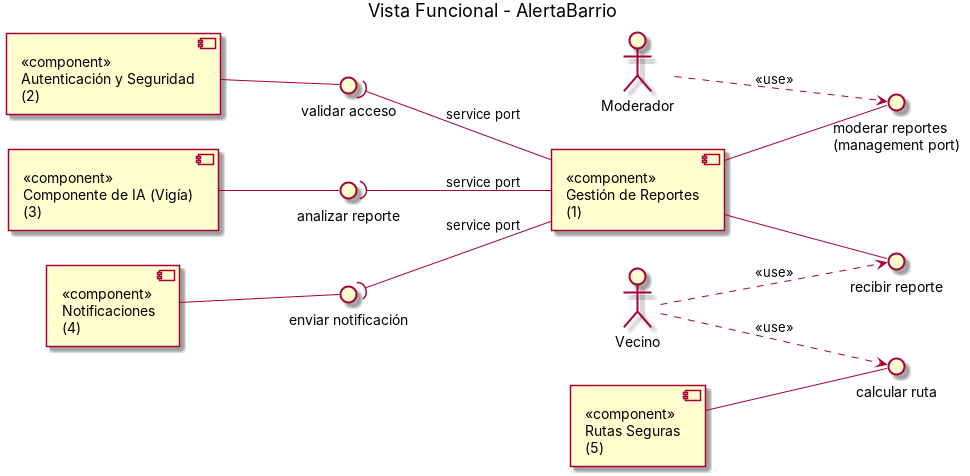 Vista Funcional - AlertaBarrio
«component»
Autenticación y Seguridad
(2)
validar acceso
service port
Moderador
«use»
moderar reportes
(management port)
«component»
Componente de IA (Vigía)
(3)
analizar reporte
service port
«component»
Gestión de Reportes
(1)
«component»
Notificaciones
(4)
enviar notificación
service port
Vecino
«use»
recibir reporte
«use»
calcular ruta
«component»
Rutas Seguras
(5)